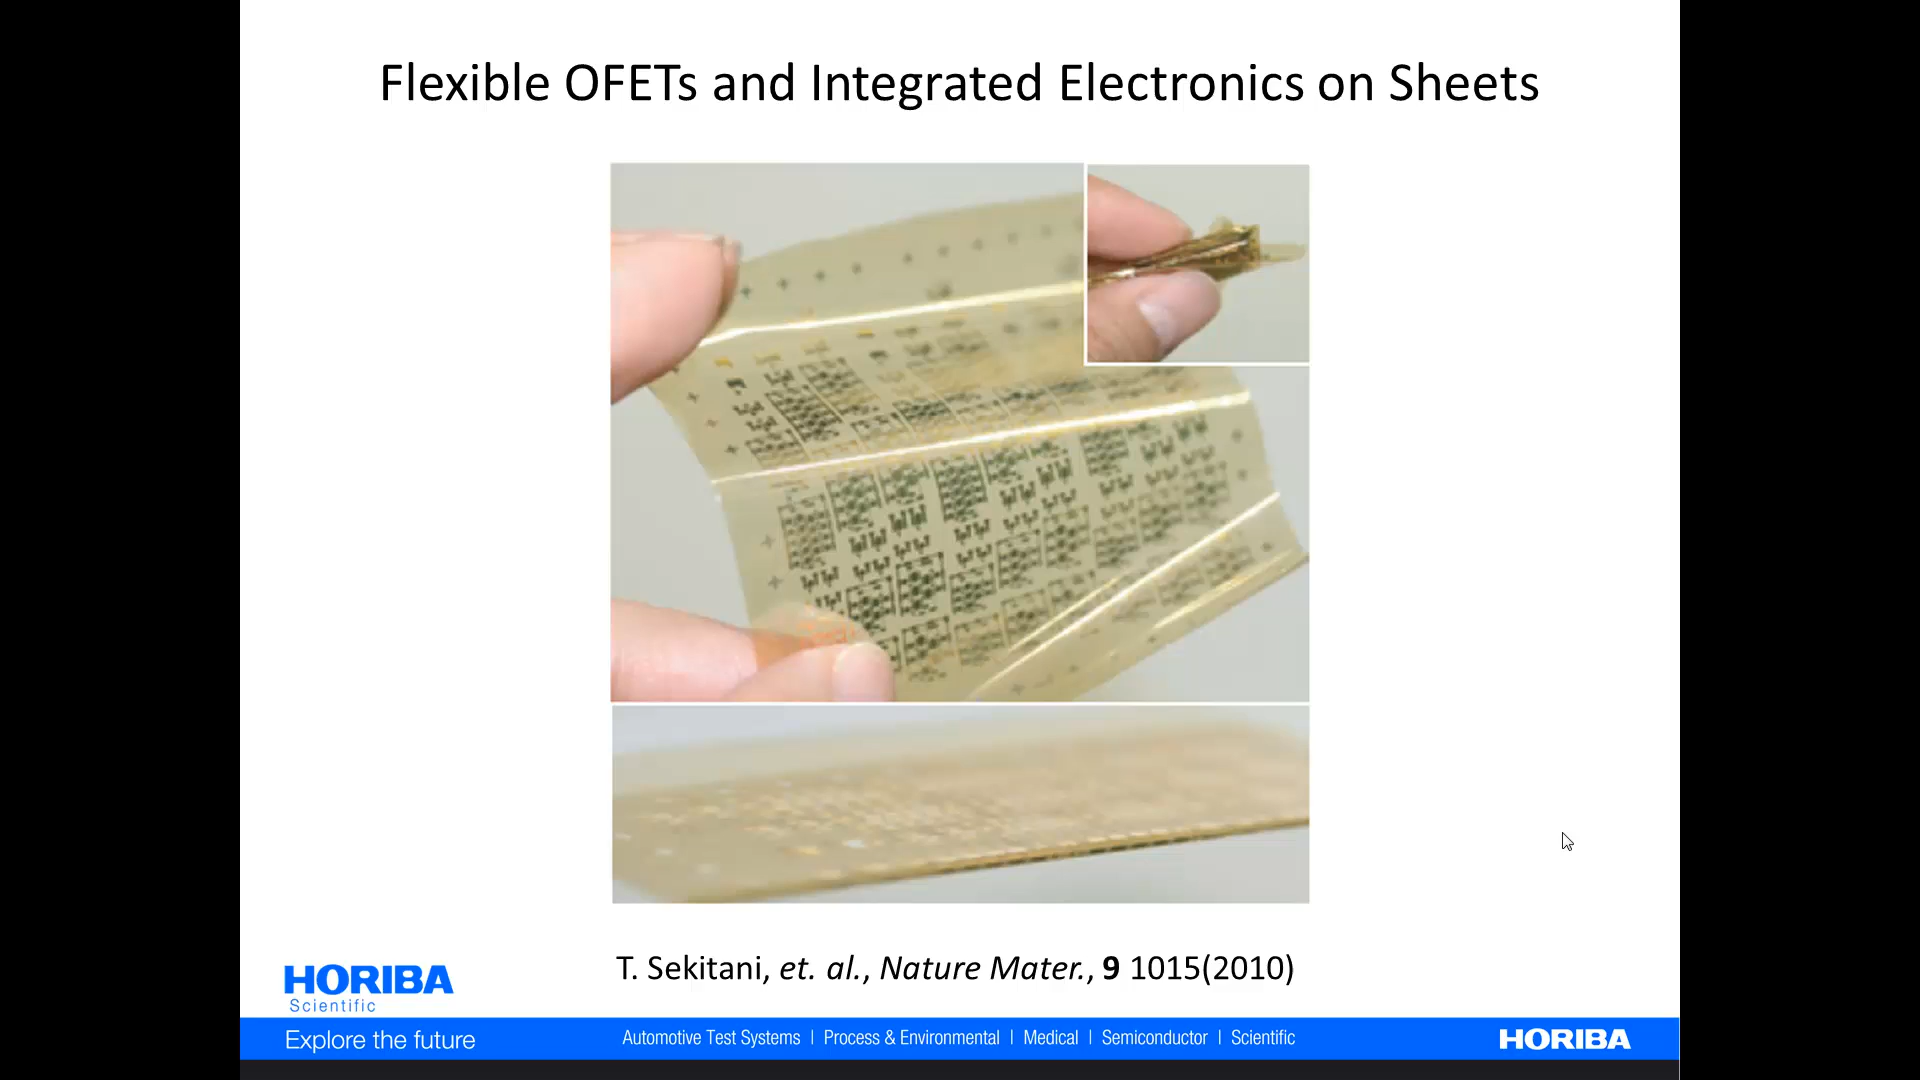 Flexible OFETs and Integrated Electronics on Sheets
T. Sekitani, et. al., Nature Mater., 9 1015(2010)
HORIBA
Scientific
Explore the future
Automotive Test Systems | Process & Environmental | Medical | Semiconductor | Scientific
HORIBA